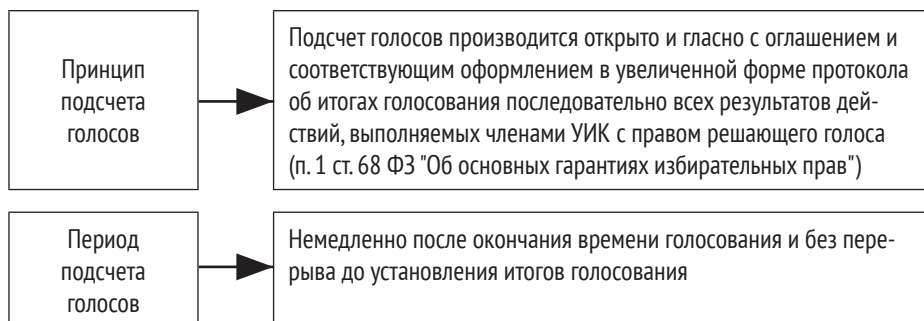 Принцип
подсчета
голосов
Подсчет голосов производится открыто и гласно с оглашением и
соответствующим оформлением в увеличенной форме протокола
об итогах голосования последовательно всех результатов дей-
ствий, выполняемых членами УИК с правом решающего голоса
(п. 1 ст. 68 ФЗ "Об основных гарантиях избирательных прав")
Период
подсчета
голосов
Немедленно после окончания времени голосования и без пере-
рыва до установления итогов голосования